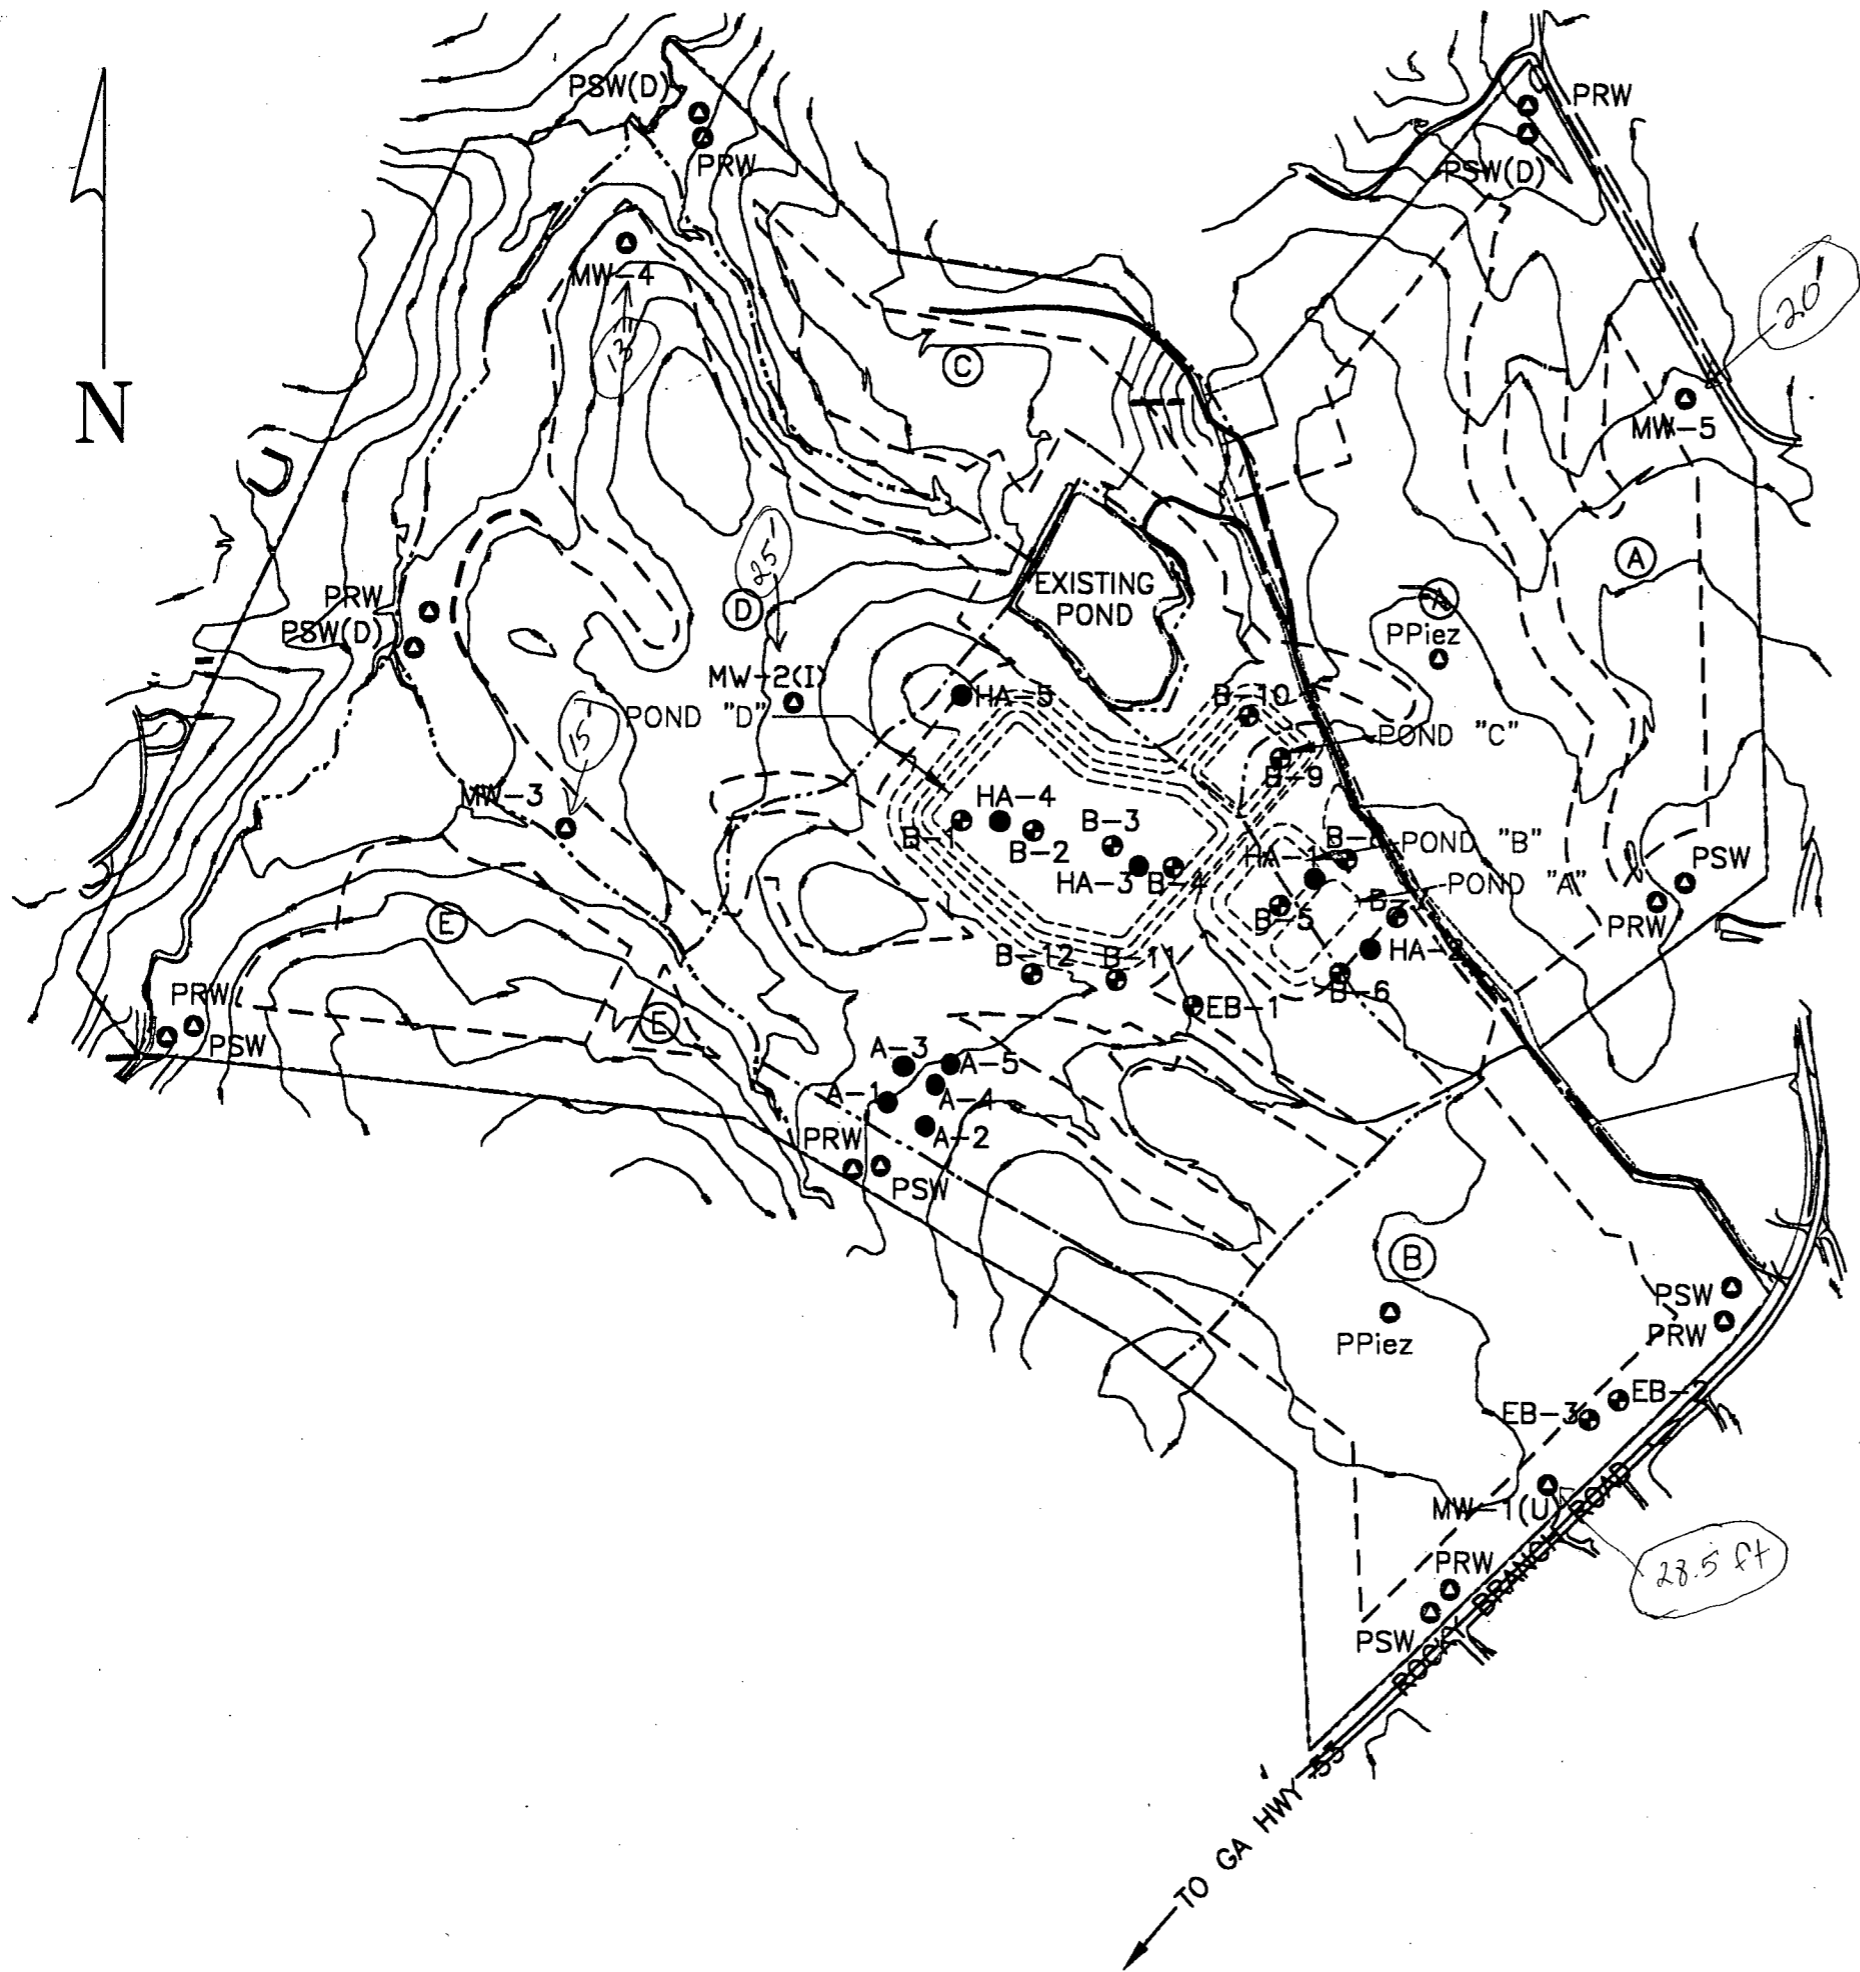 PSW(D)
PRW
PRW
PSW(D)
MW-4
13'
20'
N
C
MW-5
25'
A
EXISTING
POND
PRW
PSW(D)
D
A
PPiez
MW-2(I)
HA-5
B-10
15'
POND "D"
POND "C"
B-9
MW-3
HA-4
B-3
B-1
B-2
HA-1
POND "B"
HA-3
B-4
PSW
POND "A"
B-5
PRW
E
HA-2
B-12
B-11
B-6
PRW
EB-1
PSW
E
A-3
A-5
A-1
A-4
PRW
A-2
PSW
B
PSW
PPiez
PRW
EB-3
EB-2
MW-1(U)
ROCKY BRANCH ROAD
28.5 ft
PRW
PSW
TO GA HWY